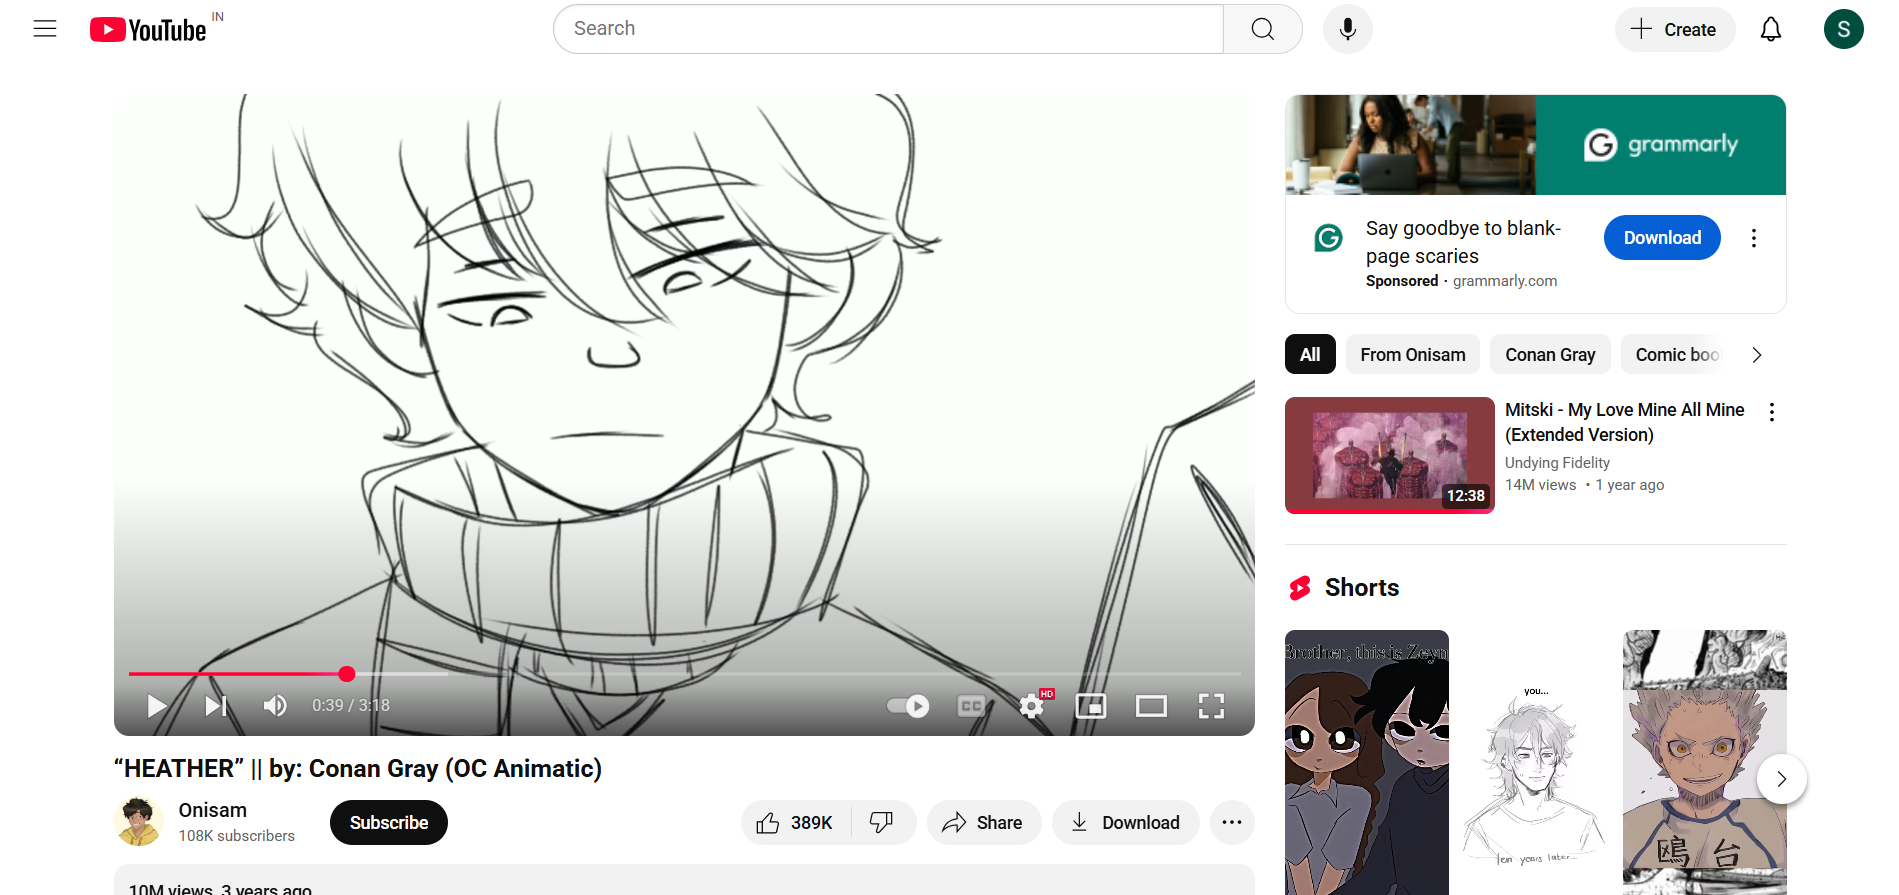 YouTube IN
Search
Create
S
grammarly
Say goodbye to blank-
page scaries
Sponsored · grammarly.com
Download
All
From Onisam
Conan Gray
Comic boo
Mitski - My Love Mine All Mine
(Extended Version)
Undying Fidelity
14M views • 1 year ago
12:38
Shorts
Brother, this is Zeyn
you...
ten years later...
鴎台
0:39 / 3:18
CC
HD
“HEATHER” || by: Conan Gray (OC Animatic)
Onisam
108K subscribers
Subscribe
389K
Share
Download
10M views 3 years ago